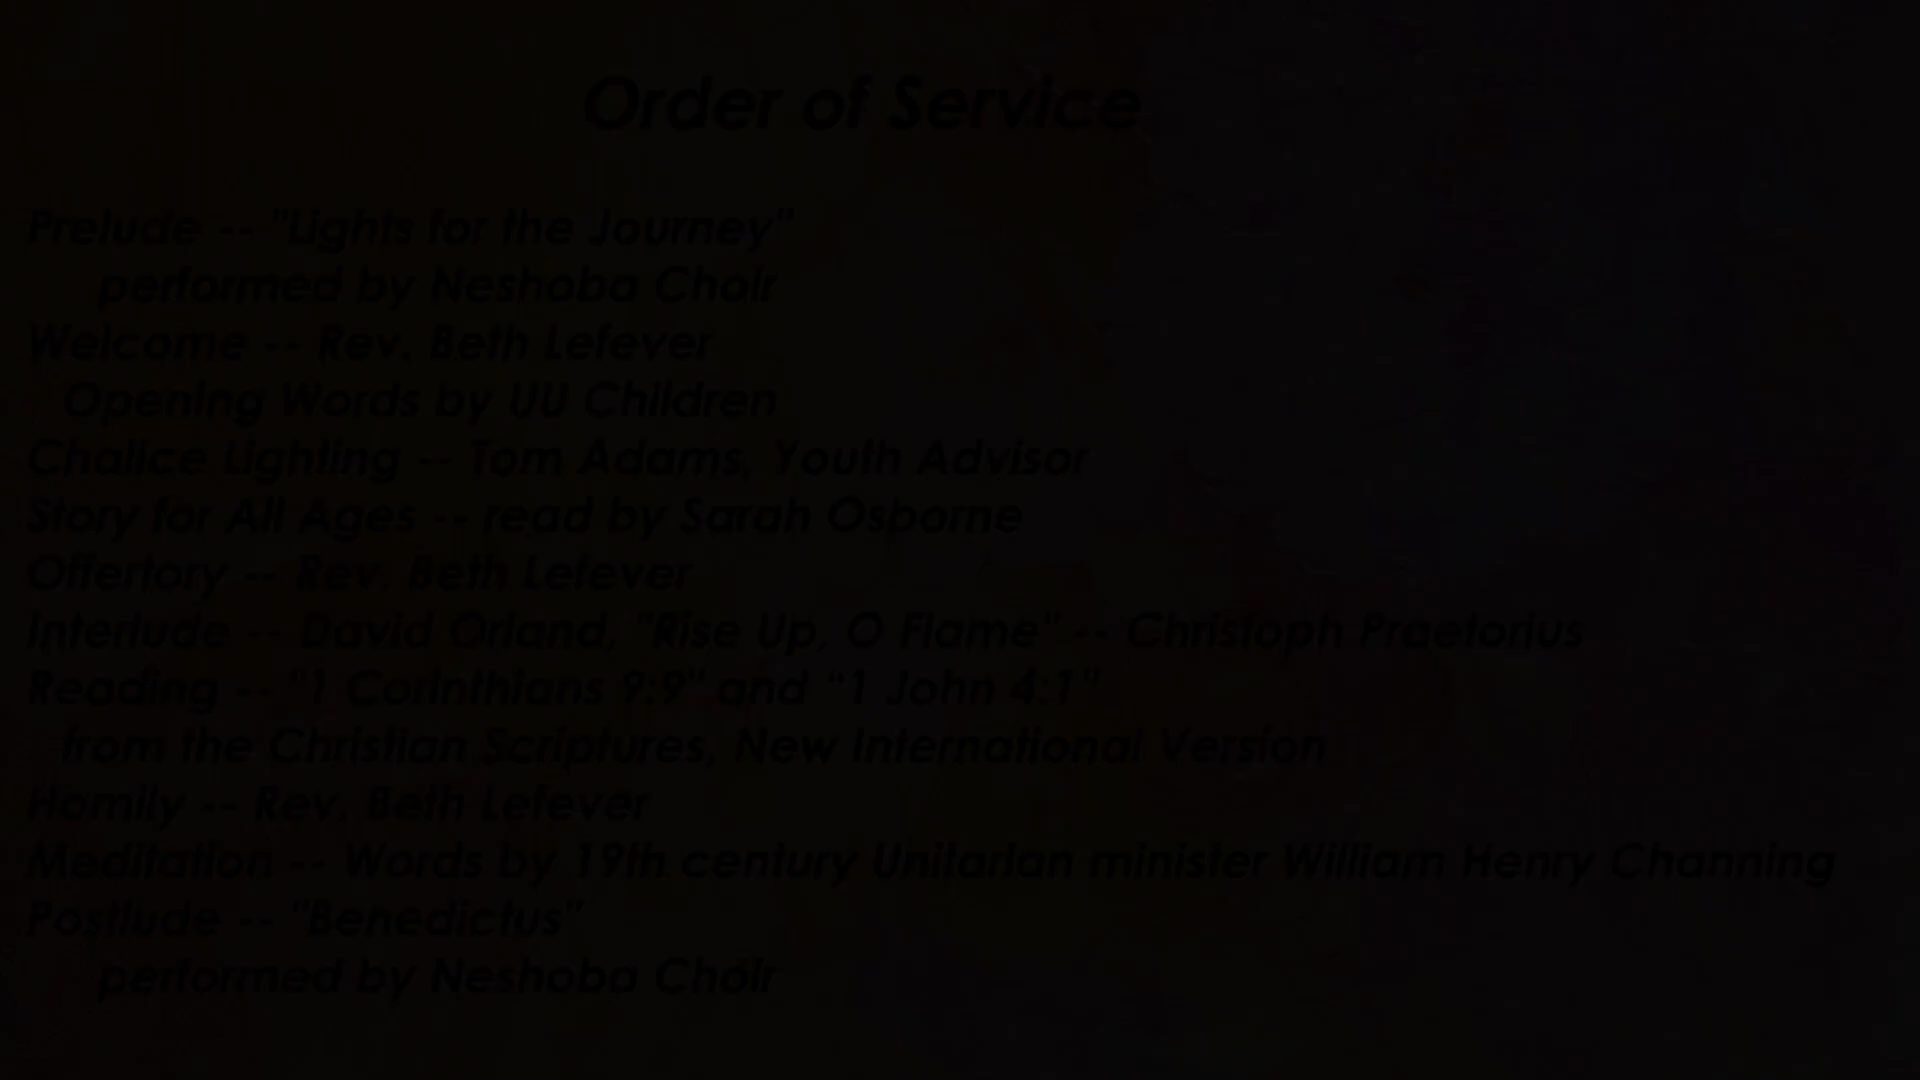 Order of Service
Prelude -- "Lights for the Journey"
performed by Neshoba Choir
Welcome -- Rev. Beth Lefever
Opening Words by UU Children
Chalice Lighting -- Tom Adams, Youth Advisor
Story for All Ages -- read by Sarah Osborne
Offertory -- Rev. Beth Lefever
Interlude -- David Orland, "Rise Up, O Flame" -- Christoph Praetorius
Reading -- "1 Corinthians 9:9" and “1 John 4:1"
from the Christian Scriptures, New International Version
Homily -- Rev. Beth Lefever
Meditation -- Words by 19th century Unitarian minister William Henry Channing
Postlude -- "Benedictus"
performed by Neshoba Choir